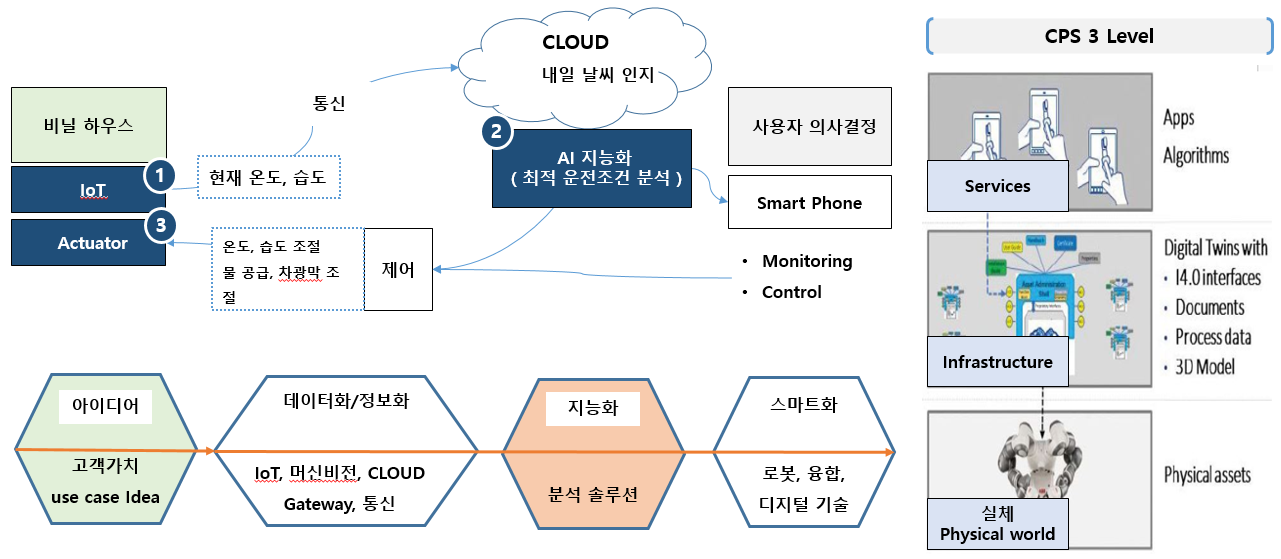 CLOUD
내일 날씨 인지
통신
비닐 하우스
1
IoT
현재 온도, 습도
3
Actuator
온도, 습도 조절
물 공급, 차광막 조
절
제어
2
AI 지능화
( 최적 운전조건 분석 )
사용자 의사결정
Smart Phone
• Monitoring
• Control
아이디어
고객가치
use case Idea
데이터화/정보화
IoT, 머신비전, CLOUD
Gateway, 통신
지능화
분석 솔루션
스마트화
로봇, 융합,
디지털 기술
CPS 3 Level
Apps
Algorithms
Services
Digital Twins with
• I4.0 interfaces
• Documents
• Process data
• 3D Model
Infrastructure
Physical assets
실체
Physical world